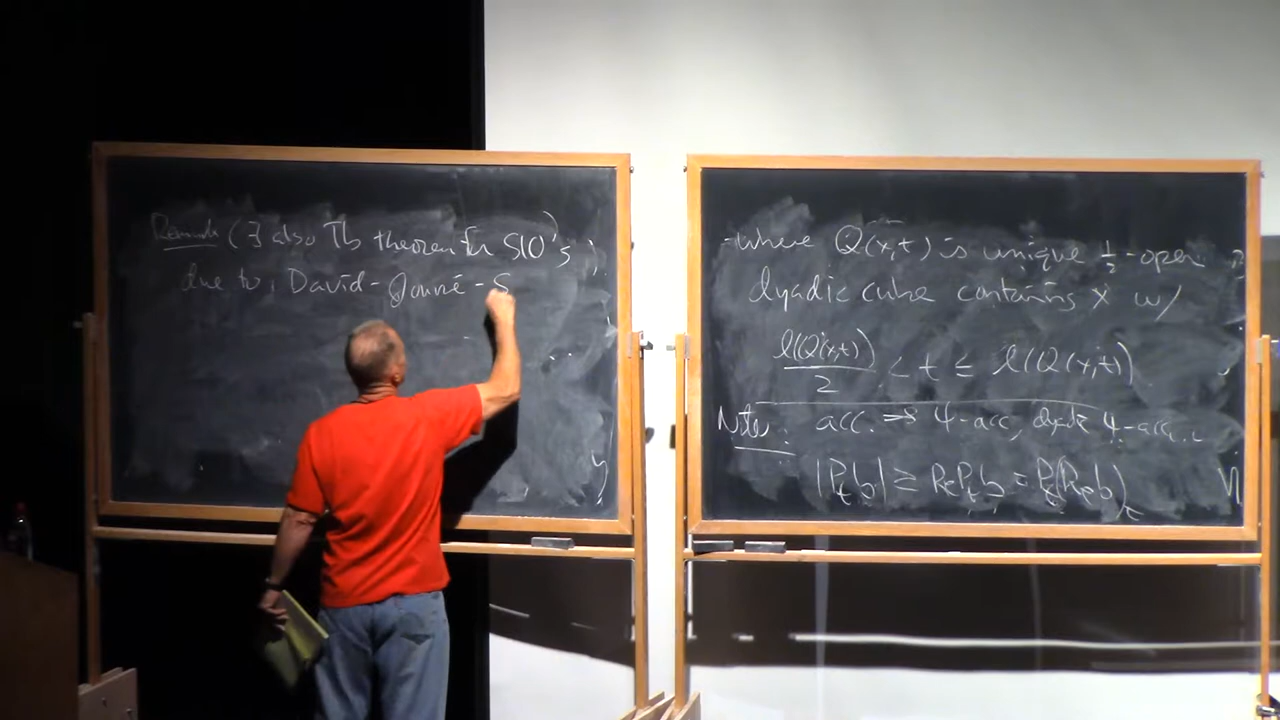 Remark (∃ also Tb theorem for SIO's).
due to, David - Journé - S
- where Q(x,t) is unique ½-open
dyadic cube containing x w/
l(Q(x,t))/2 < t ≤ l(Q(x,t))
Note: acc. ⇒ 4-acc, dyadic 4-acc.
|P_t b| ≥ Re P_t b = P_t(Re b)